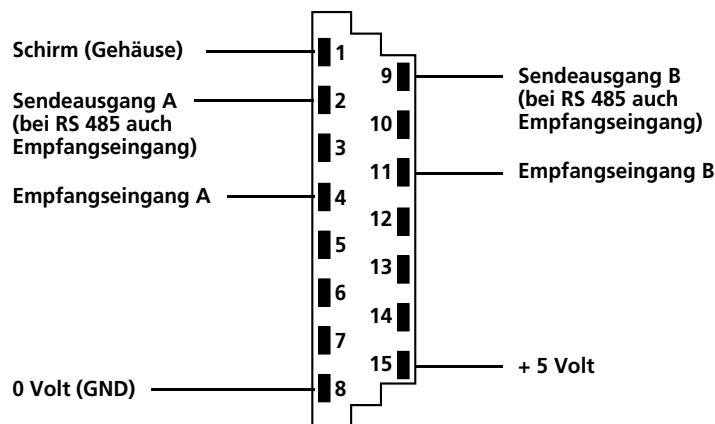 Schirm (Gehäuse)
Sendeausgang A
(bei RS 485 auch
Empfangseingang)
Empfangseingang A
0 Volt (GND)
1
2
3
4
5
6
7
8
9
10
11
12
13
14
15
Sendeausgang B
(bei RS 485 auch
Empfangseingang)
Empfangseingang B
+ 5 Volt